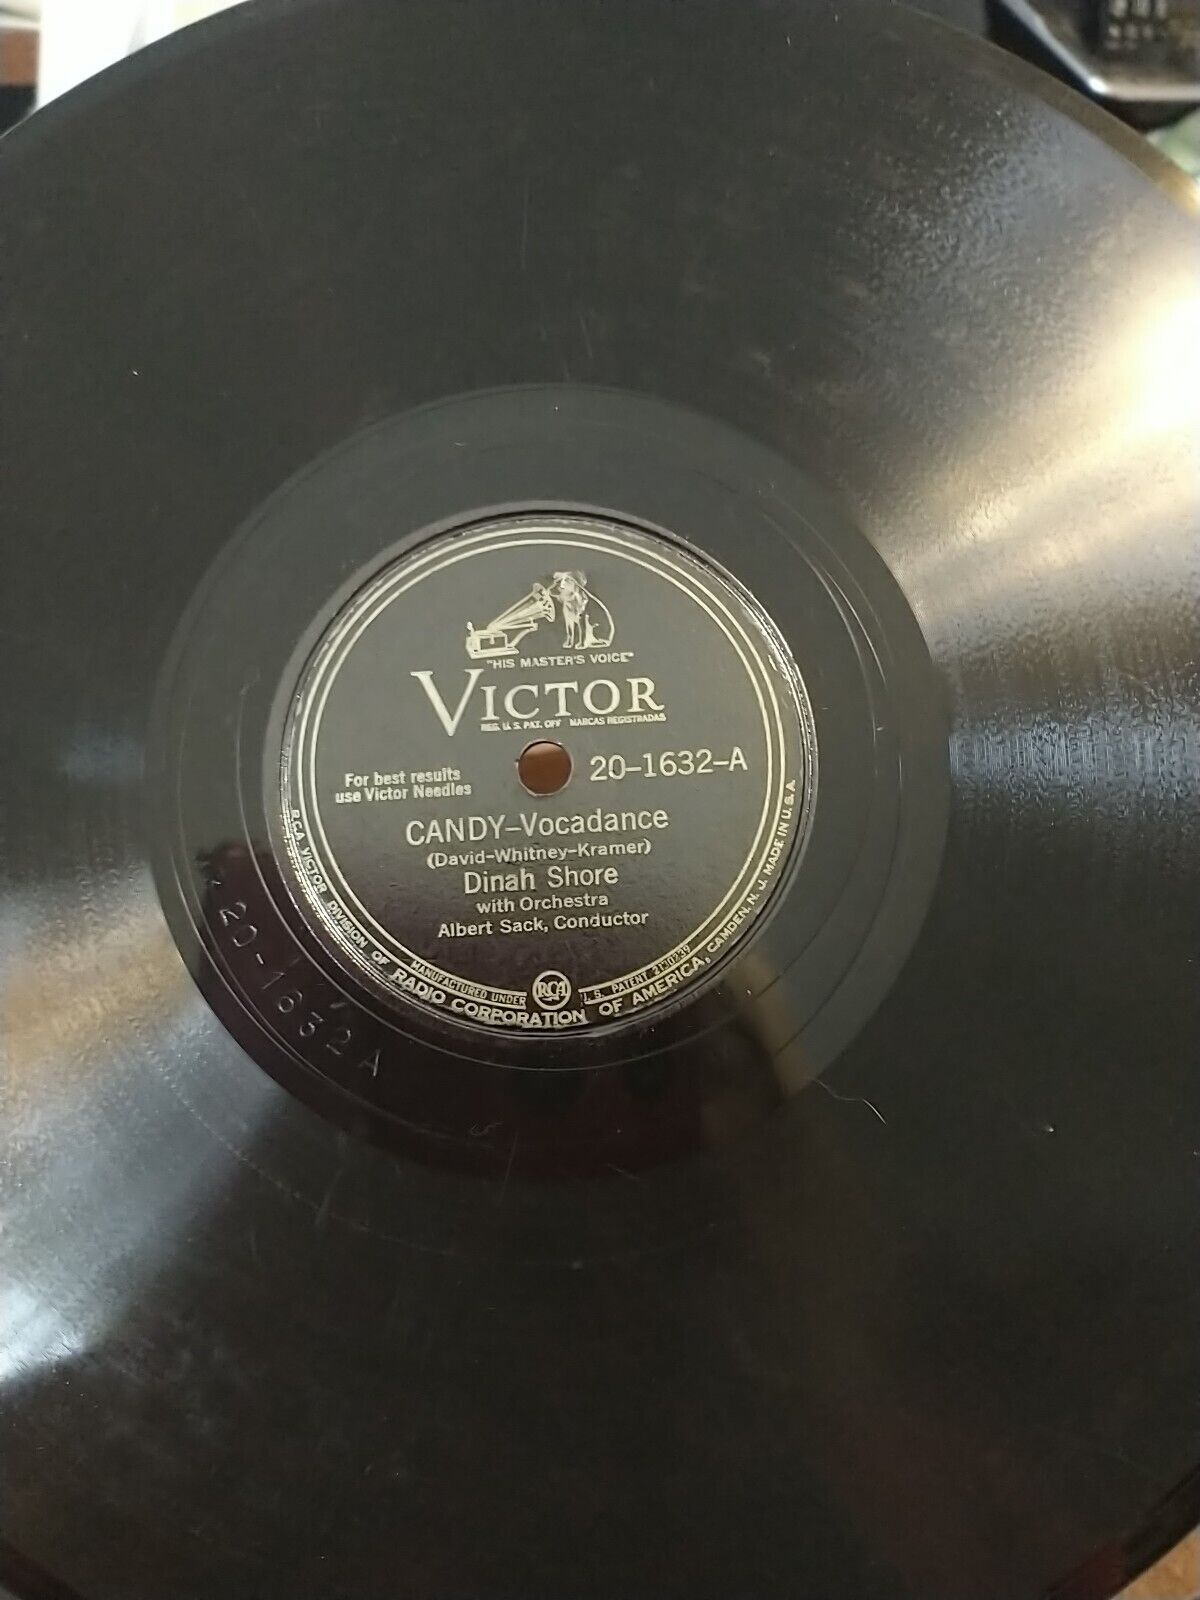 "HIS MASTER'S VOICE"
VICTOR
REG. U.S. PAT. OFF. MARCAS REGISTRADAS
For best results
use Victor Needles
20-1632-A
CANDY-Vocadance
(David-Whitney-Kramer)
Dinah Shore
with Orchestra
Albert Sack, Conductor
MANUFACTURED UNDER
RCA
U. S. PATENT 2130239
R.C.A. VICTOR DIVISION OF RADIO CORPORATION OF AMERICA, CAMDEN, N. J. MADE IN U.S.A.
20-1632A